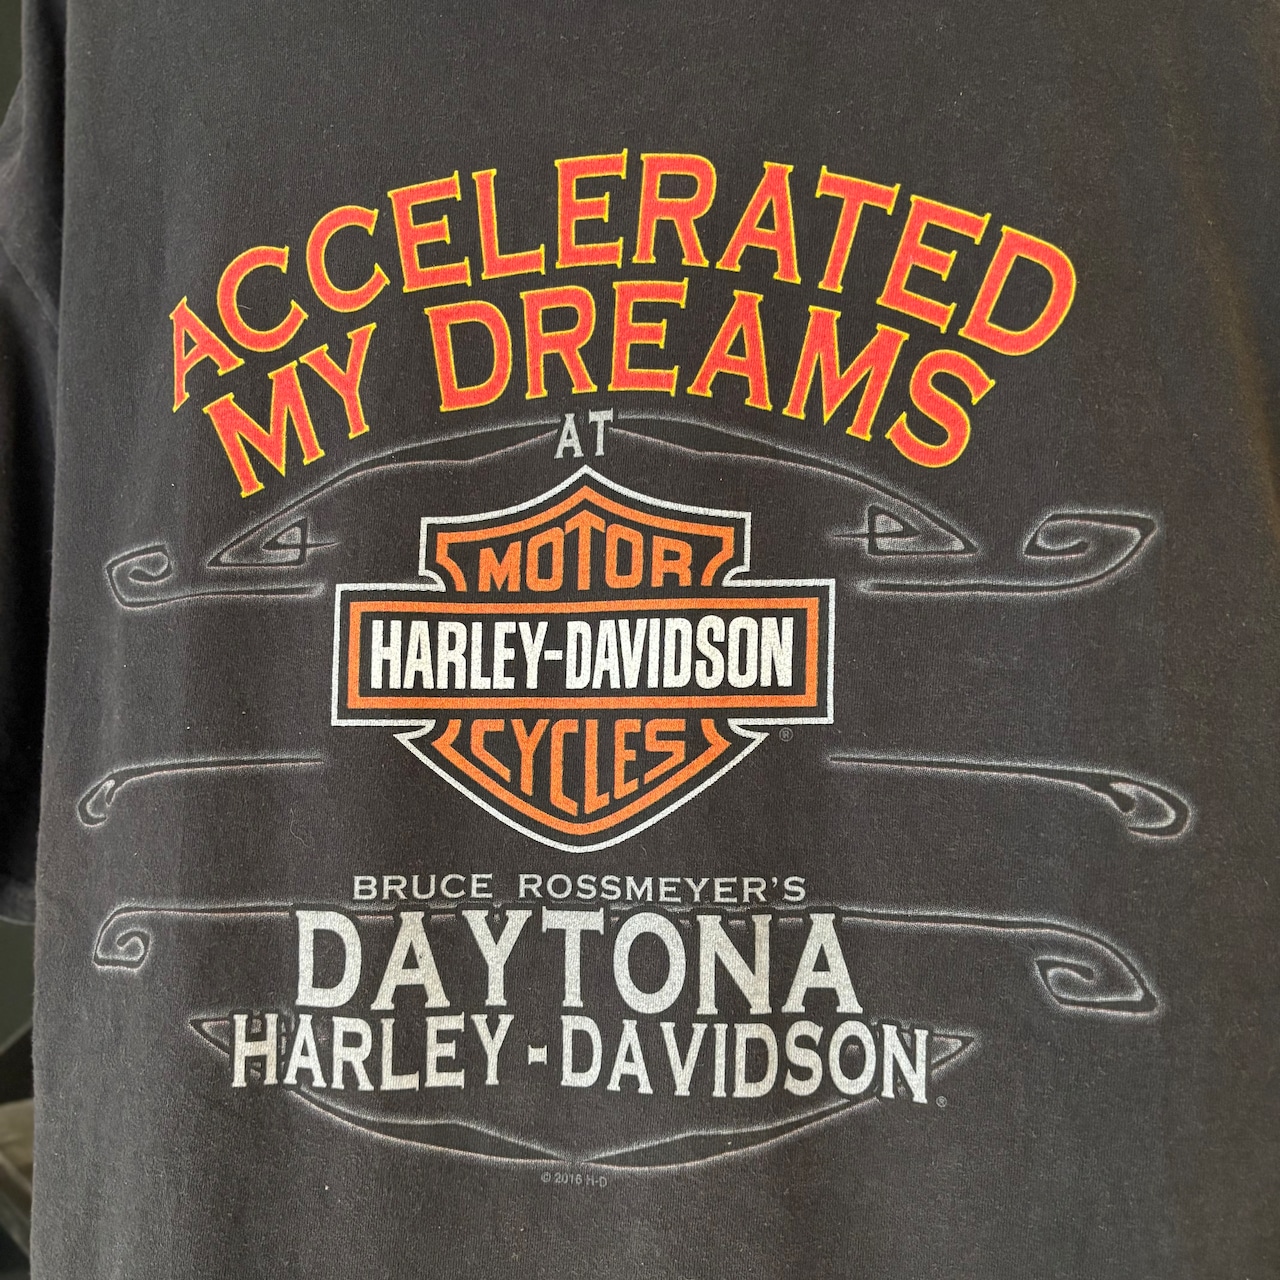 ACCELERATED
MY DREAMS
AT
MOTOR
HARLEY-DAVIDSON
CYCLES
®
BRUCE ROSSMEYER'S
DAYTONA
HARLEY-DAVIDSON
®
© 2016 H-D